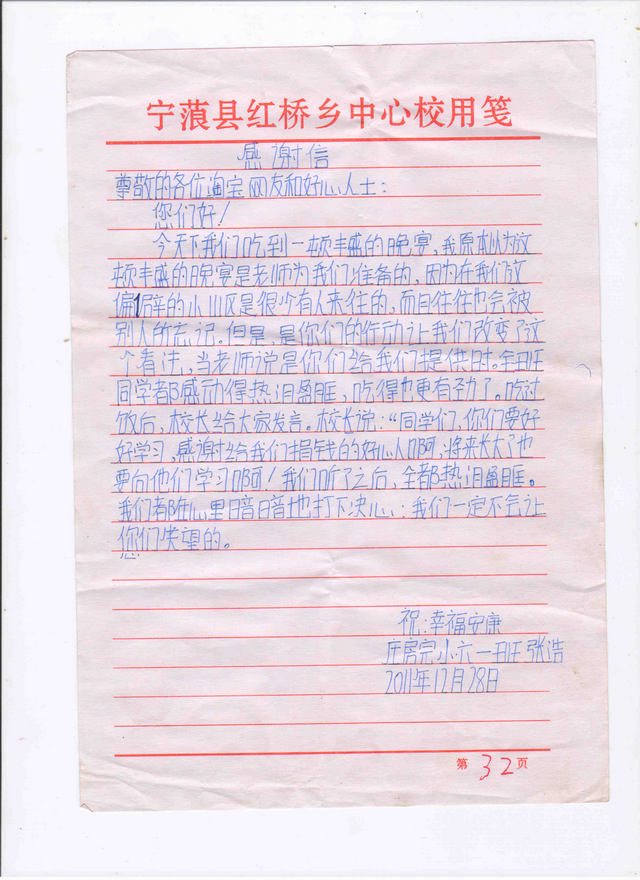 宁蒗县红桥乡中心校用笺
感谢信
尊敬的各位淘宝网友和好心人士：
您们好！
今天下我们吃到一顿丰盛的晚宴，我原本以为这
顿丰盛的晚宴是老师为我们准备的，因为在我们这
偏僻的小山区是很少有人来往的，而且往往也会被
别人所忘记。但是，是你们的行动让我们改变了这
个看法，当老师说是你们给我们提供时。全班
同学都感动得热泪盈眶，吃得也更有劲了。吃过
饭后，校长给大家发言。校长说：“同学们，你们要好
好学习，感谢给我们捐钱的好心人啊，将来长大了也
要向他们学习啊！我们听了之后，全都热泪盈眶。
我们都在心里暗暗地打下决心：我们一定不会让
您们失望的。
祝：幸福安康
庄房完小六一班 张浩
2011年12月28日
第 32 页